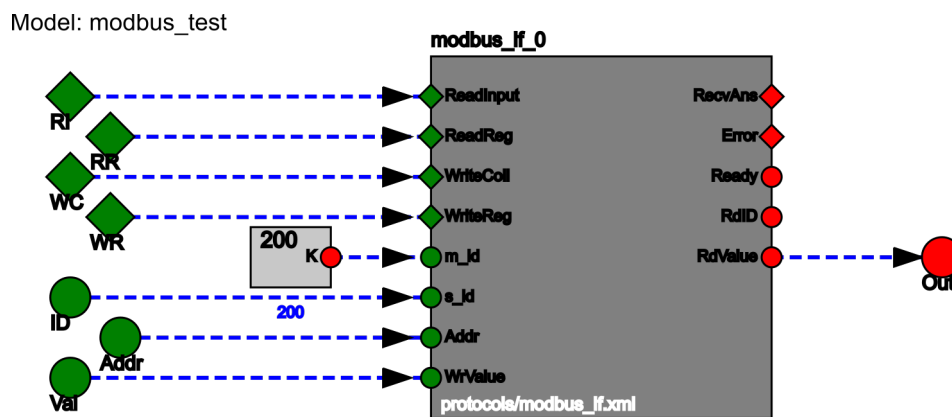 Model: modbus_test
modbus_if_0
RI
ReadInput
RecvAns
RR
ReadReg
Error
WC
WriteCoil
Ready
WR
WriteReg
RdID
200
K
m_id
RdValue
Out
ID
200
s_id
Addr
Addr
Val
WrValue
protocols/modbus_if.xml